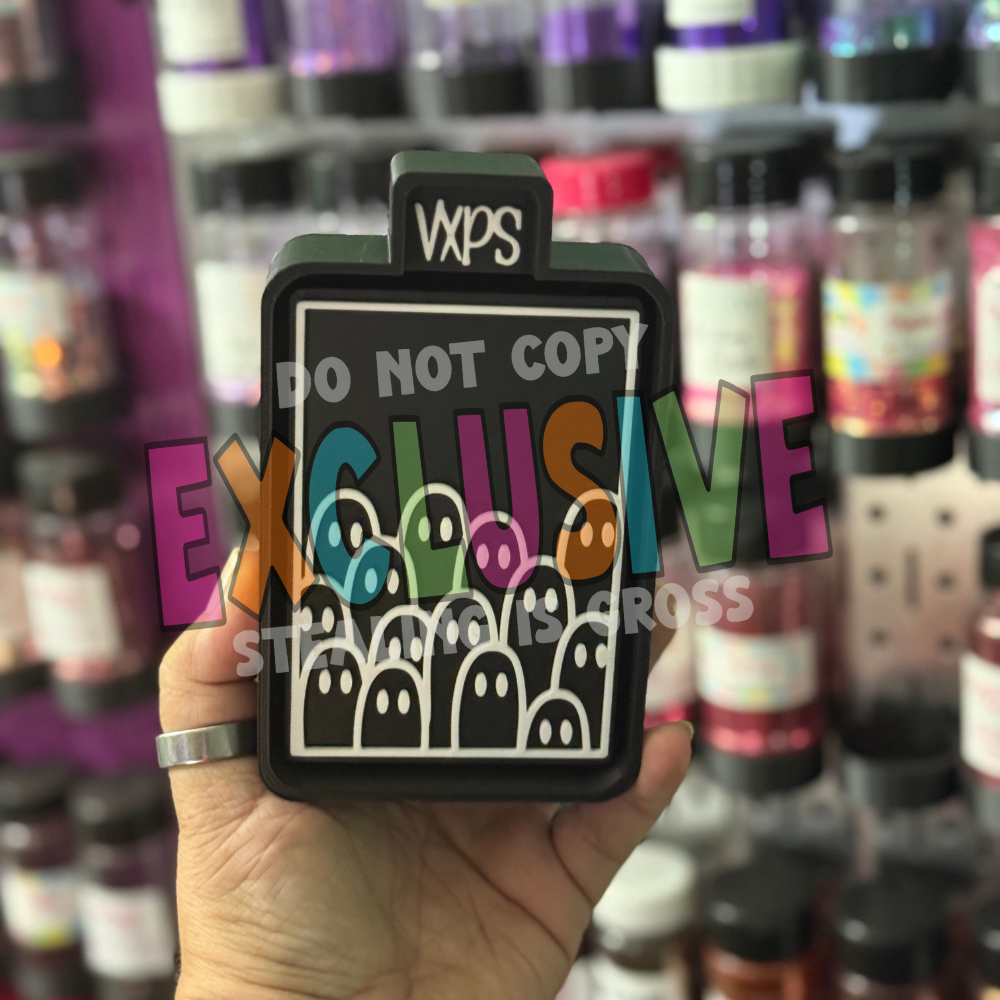 VXPS
DO NOT COPY
EXCLUSIVE
STEALING IS GROSS